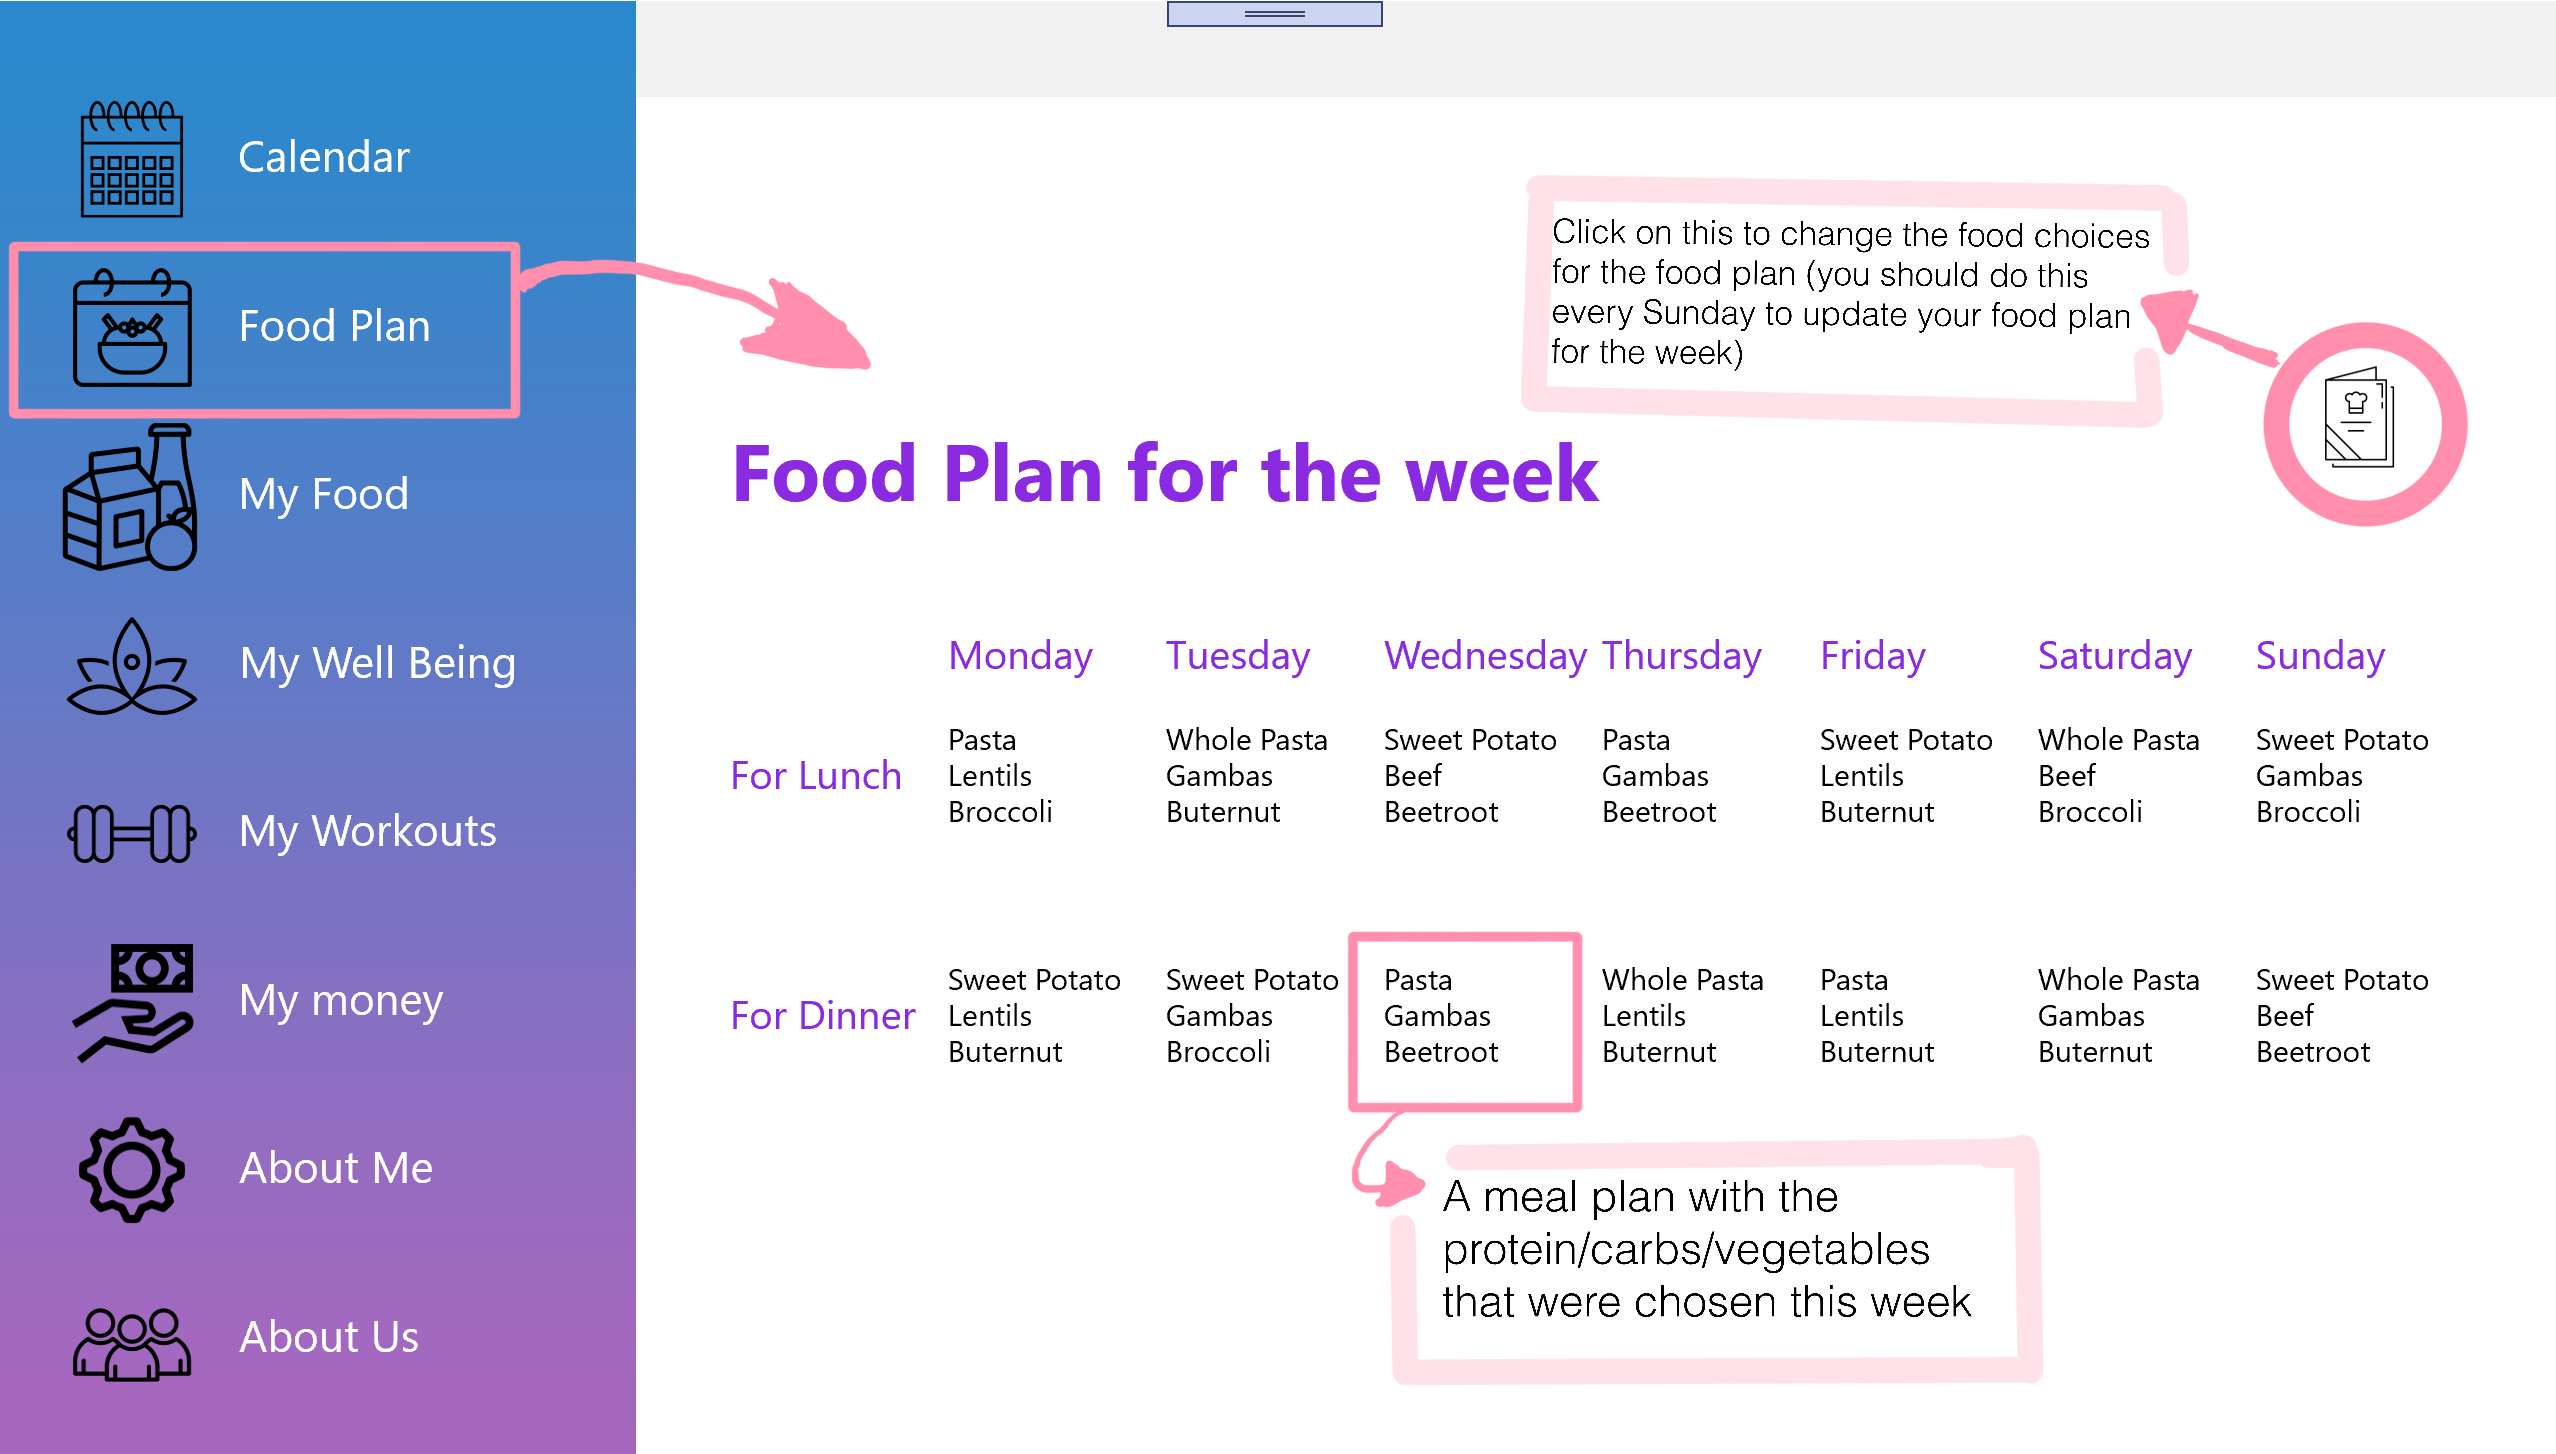 Calendar
Food Plan
My Food
My Well Being
My Workouts
My money
About Me
About Us
Click on this to change the food choices
for the food plan (you should do this
every Sunday to update your food plan
for the week)
Food Plan for the week
Monday Tuesday Wednesday Thursday Friday Saturday Sunday
For Lunch
Pasta
Lentils
Broccoli
Whole Pasta
Gambas
Buternut
Sweet Potato
Beef
Beetroot
Pasta
Gambas
Beetroot
Sweet Potato
Lentils
Buternut
Whole Pasta
Beef
Broccoli
Sweet Potato
Gambas
Broccoli
For Dinner
Sweet Potato
Lentils
Buternut
Sweet Potato
Gambas
Broccoli
Pasta
Gambas
Beetroot
Whole Pasta
Lentils
Buternut
Pasta
Lentils
Buternut
Whole Pasta
Gambas
Buternut
Sweet Potato
Beef
Beetroot
A meal plan with the
protein/carbs/vegetables
that were chosen this week